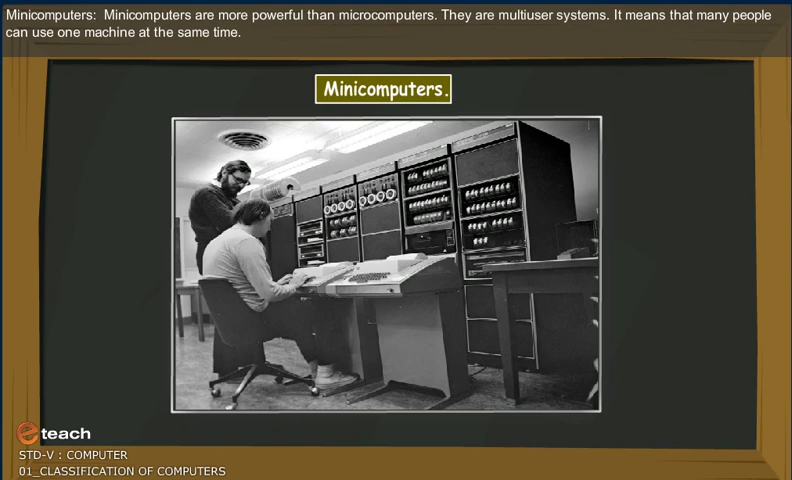 Minicomputers: Minicomputers are more powerful than microcomputers. They are multiuser systems. It means that many people
can use one machine at the same time.
Minicomputers.
eteach
STD-V : COMPUTER
01_CLASSIFICATION OF COMPUTERS